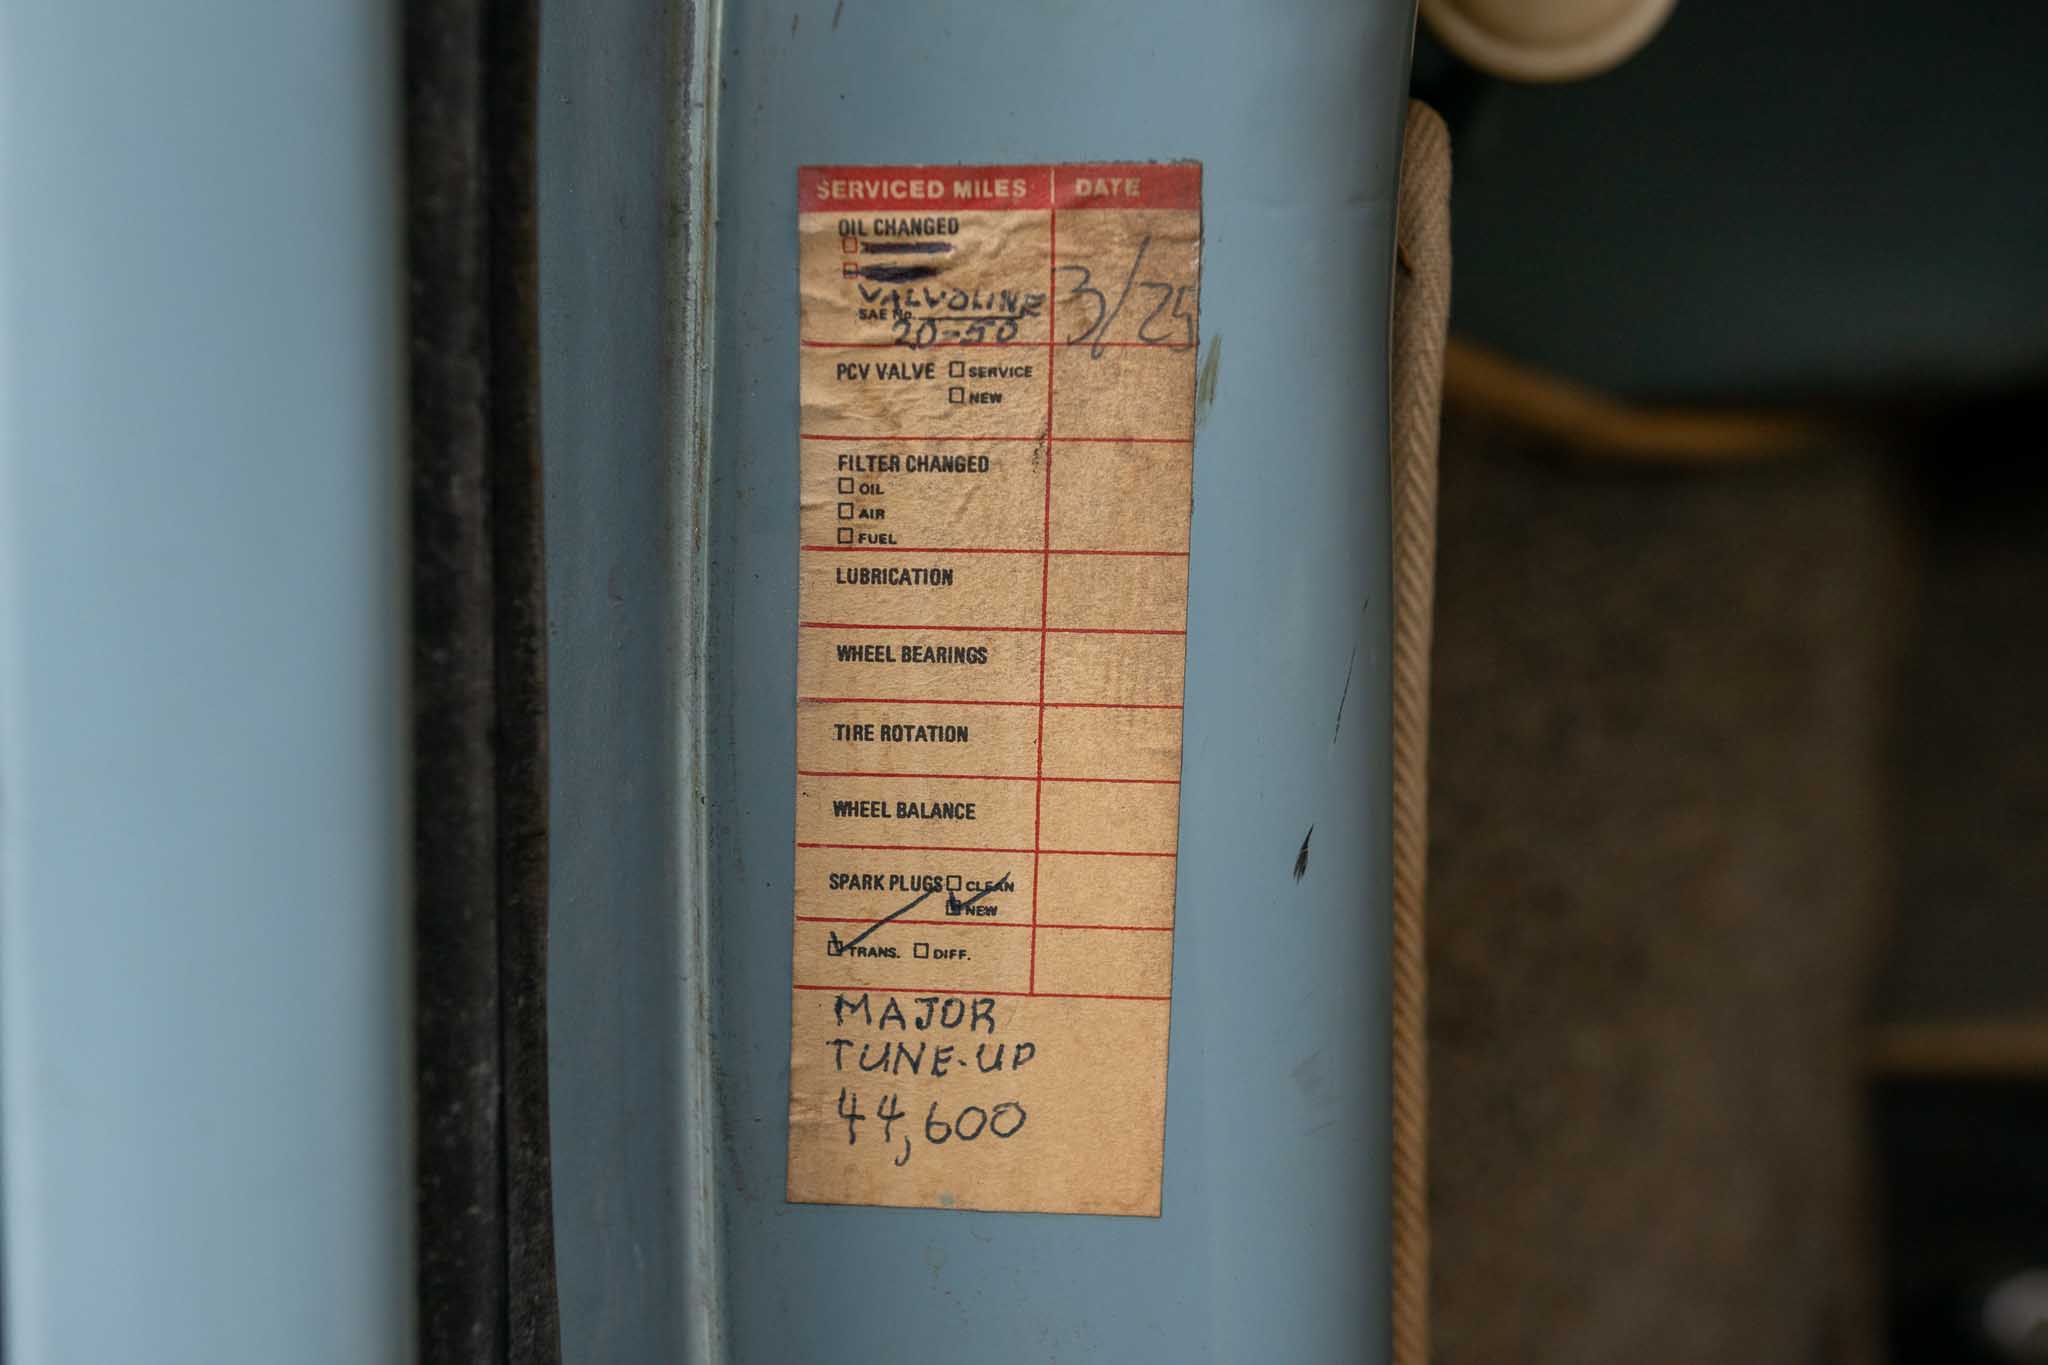 SERVICED MILES DATE
OIL CHANGED
VALVOLINE
SAE No.
20-50
3/25
PCV VALVE SERVICE
NEW
FILTER CHANGED
OIL
AIR
FUEL
LUBRICATION
WHEEL BEARINGS
TIRE ROTATION
WHEEL BALANCE
SPARK PLUGS CLEAN
NEW
TRANS. DIFF.
MAJOR
TUNE-UP
44,600